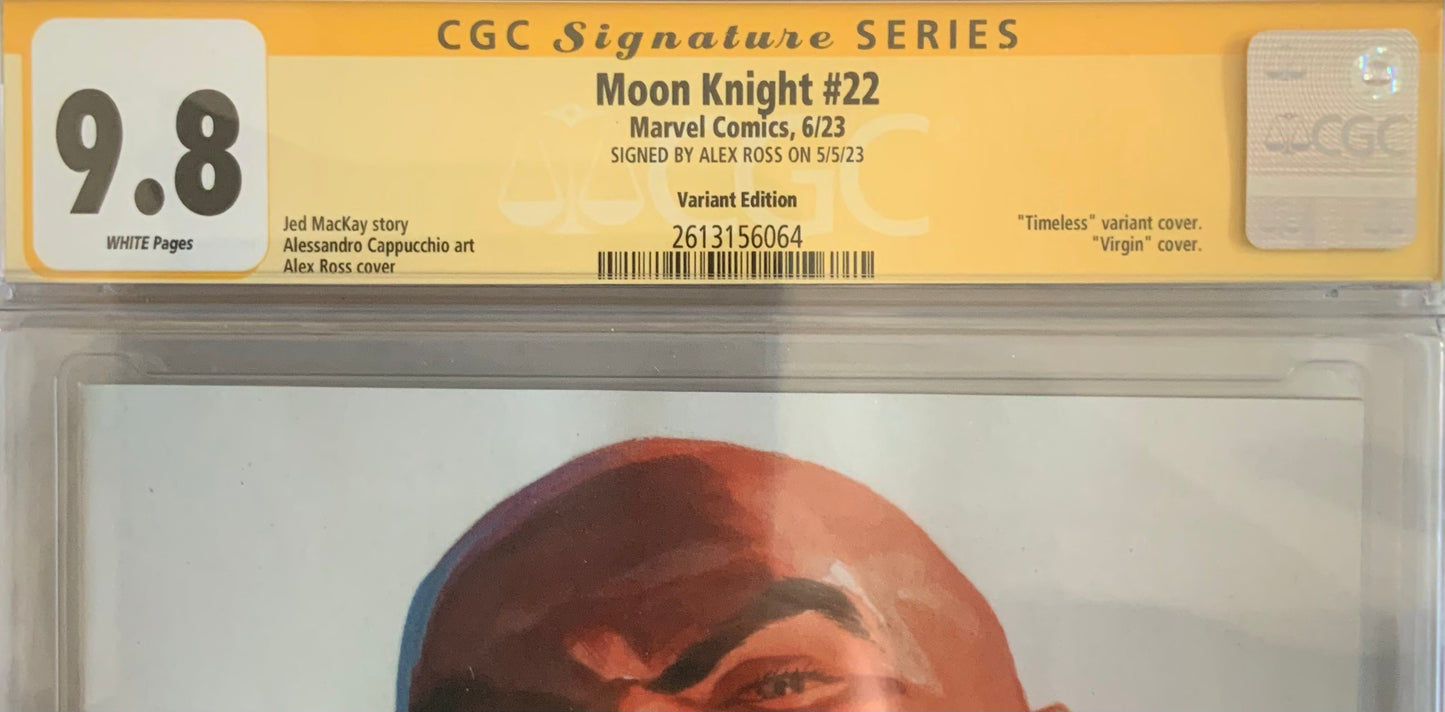 CGC Signature SERIES
9.8
WHITE Pages
Moon Knight #22
Marvel Comics, 6/23
SIGNED BY ALEX ROSS ON 5/5/23
Variant Edition
2613156064
Jed MacKay story
Alessandro Cappucchio art
Alex Ross cover
"Timeless" variant cover.
"Virgin" cover.
CGC
CGC